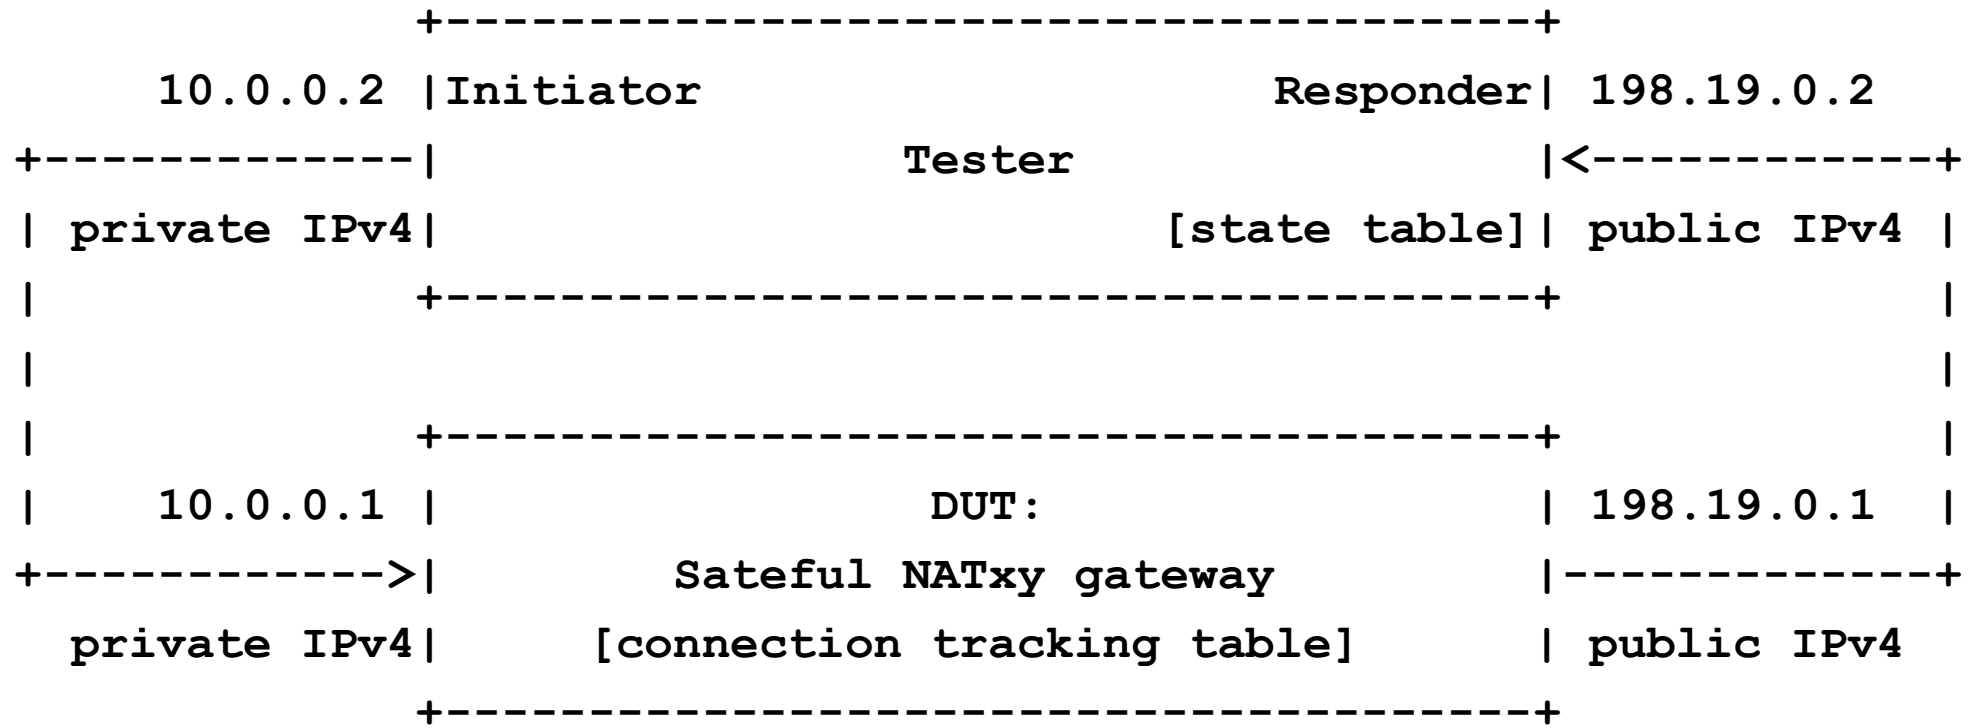 10.0.0.2 Initiator Responder 198.19.0.2
Tester
private IPv4 [state table] public IPv4
10.0.0.1 DUT: 198.19.0.1
Sateful NATxy gateway
private IPv4 [connection tracking table] public IPv4